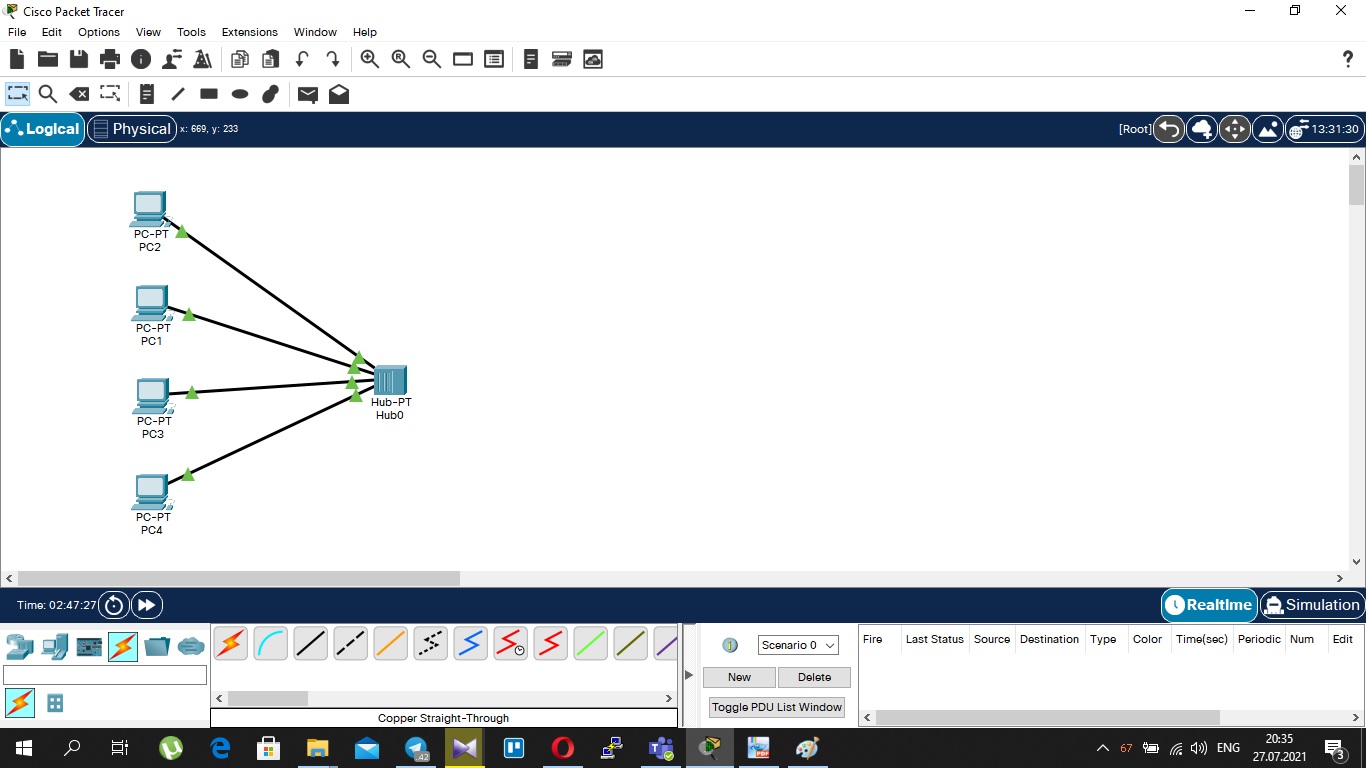 Cisco Packet Tracer
File Edit Options View Tools Extensions Window Help
Logical Physical x: 669, y: 233 [Root] 13:31:30
PC-PT
PC2
PC-PT
PC1
PC-PT
PC3
PC-PT
PC4
Hub-PT
Hub0
Time: 02:47:27 Realtime Simulation
Scenario 0
New Delete
Toggle PDU List Window
Fire Last Status Source Destination Type Color Time(sec) Periodic Num Edit
Copper Straight-Through
42 PDF 67 ENG 20:35
27.07.2021 3